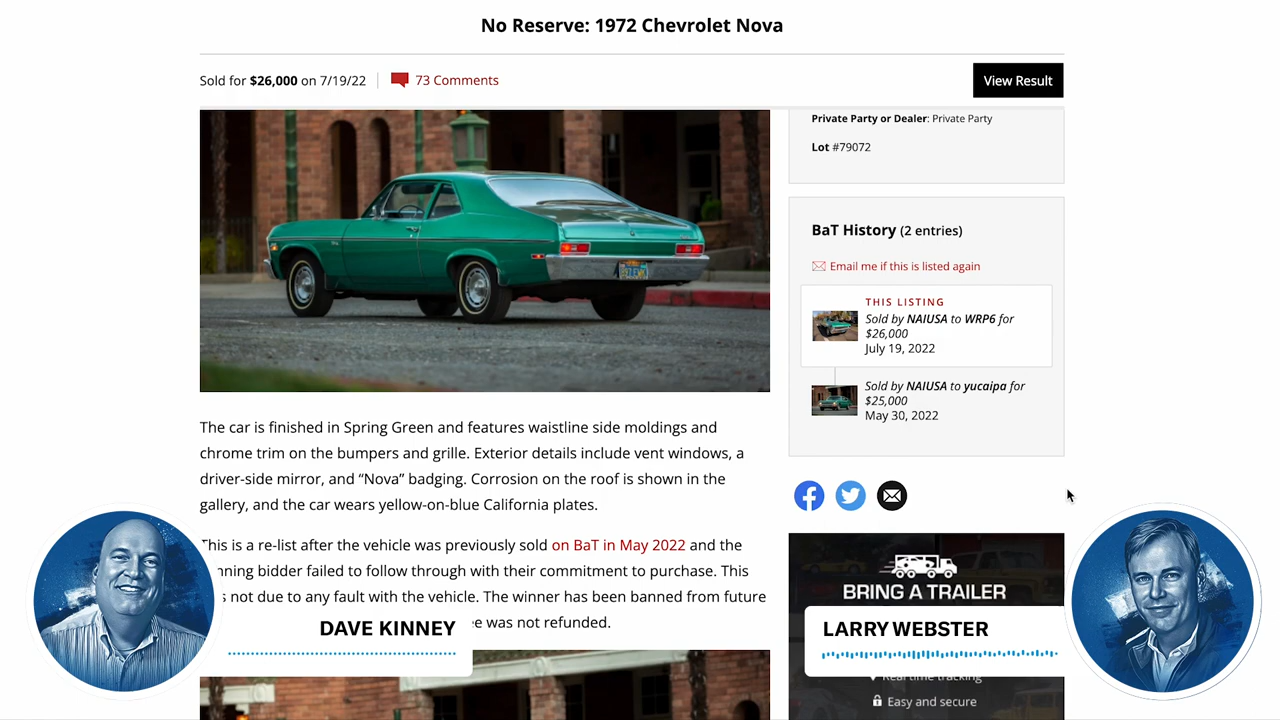 No Reserve: 1972 Chevrolet Nova
Sold for $26,000 on 7/19/22
73 Comments
View Result
Private Party or Dealer: Private Party
Lot #79072
BaT History (2 entries)
Email me if this is listed again
THIS LISTING
Sold by NAIUSA to WRP6 for
$26,000
July 19, 2022
Sold by NAIUSA to yucaipa for
$25,000
May 30, 2022
The car is finished in Spring Green and features waistline side moldings and
chrome trim on the bumpers and grille. Exterior details include vent windows, a
driver-side mirror, and “Nova” badging. Corrosion on the roof is shown in the
gallery, and the car wears yellow-on-blue California plates.
This is a re-list after the vehicle was previously sold on BaT in May 2022 and the
nning bidder failed to follow through with their commitment to purchase. This
s not due to any fault with the vehicle. The winner has been banned from future
ee was not refunded.
BRING A TRAILER
Real time tracking
Easy and secure
DAVE KINNEY
LARRY WEBSTER